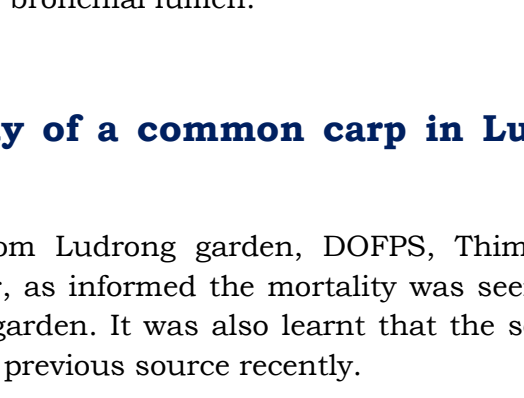 bronchial lumen.
y of a common carp in Lu
om Ludrong garden, DOFPS, Thim
, as informed the mortality was see
garden. It was also learnt that the s
previous source recently.